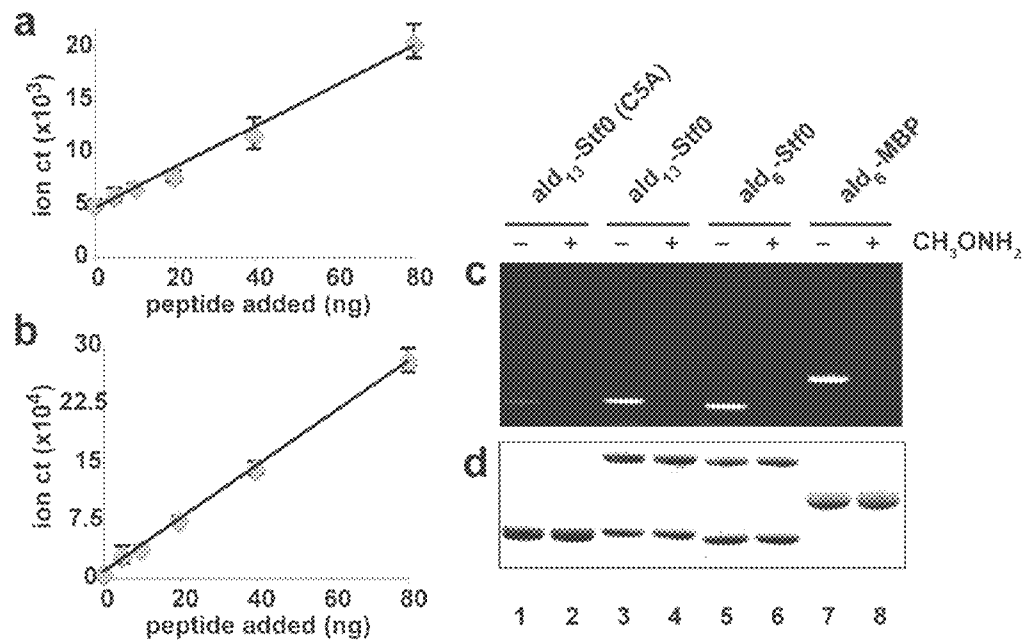 a
20
15
10
5
0
ion ct (x10³)
0 20 40 60 80
peptide added (ng)
b
30
22.5
15
7.5
0
ion ct (x10⁴)
0 20 40 60 80
peptide added (ng)
ald₁₃-Stf0 (C5A)
ald₁₃-Stf0
ald₆-Stf0
ald₆-MBP
– + – + – + – + CH₃ONH₂
c
d
1 2 3 4 5 6 7 8